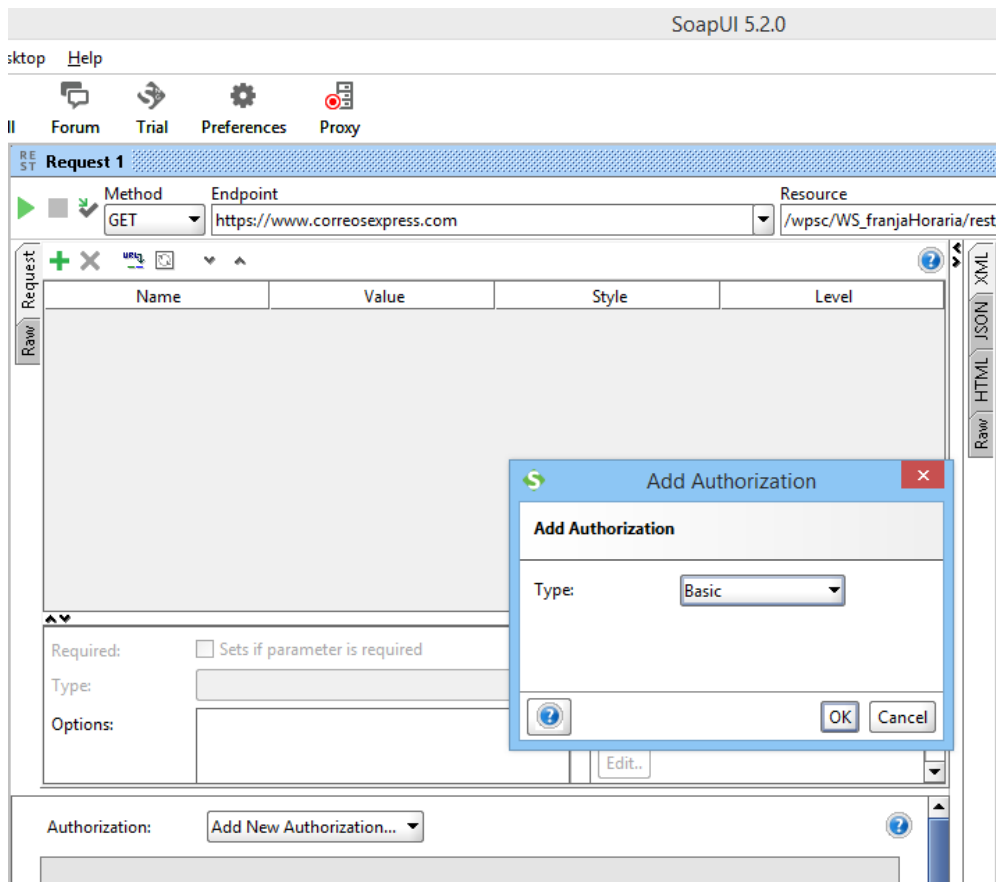 SoapUI 5.2.0
sktop Help
ll Forum Trial Preferences Proxy
REST Request 1
Method Endpoint Resource
GET https://www.correosexpress.com /wpsc/WS_franjaHoraria/rest
Request
Raw
Name Value Style Level
XML
JSON
HTML
Raw
Add Authorization
Add Authorization
Type: Basic
OK Cancel
Required: Sets if parameter is required
Type:
Options:
Edit..
Authorization: Add New Authorization...